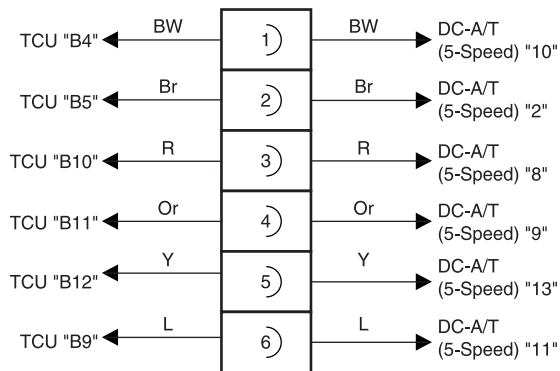 TCU "B4" BW 1 BW DC-A/T
(5-Speed) "10"
TCU "B5" Br 2 Br DC-A/T
(5-Speed) "2"
TCU "B10" R 3 R DC-A/T
(5-Speed) "8"
TCU "B11" Or 4 Or DC-A/T
(5-Speed) "9"
TCU "B12" Y 5 Y DC-A/T
(5-Speed) "13"
TCU "B9" L 6 L DC-A/T
(5-Speed) "11"